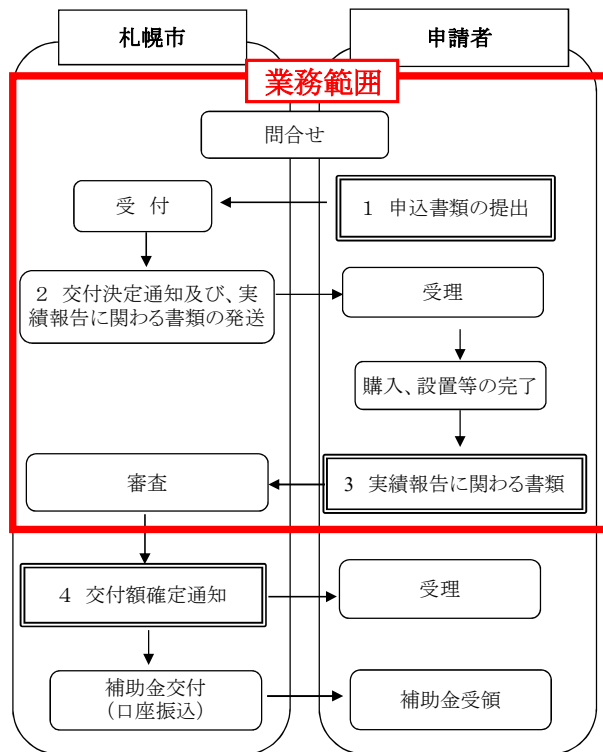 札幌市
申請者
業務範囲
問合せ
受 付
1 申込書類の提出
2 交付決定通知及び、実
績報告に関わる書類の発送
受理
購入、設置等の完了
審査
3 実績報告に関わる書類
4 交付額確定通知
受理
補助金交付
（口座振込）
補助金受領